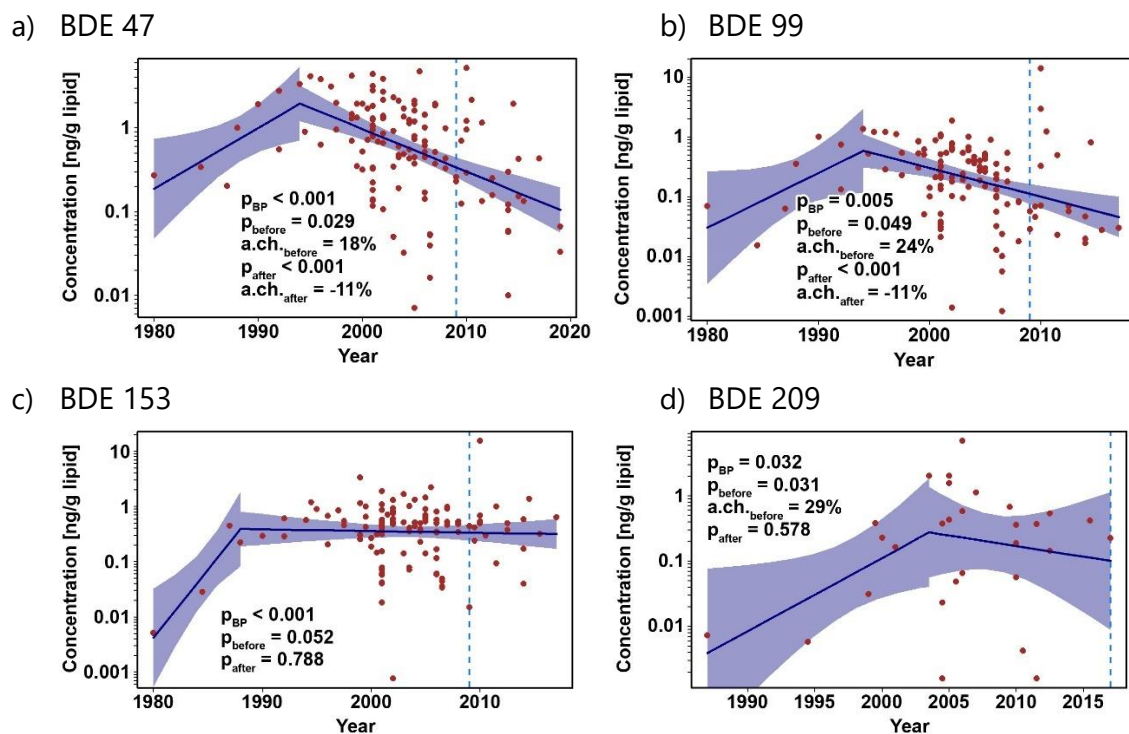 a) BDE 47
Concentration [ng/g lipid]
1
0.1
0.01
p_BP < 0.001
p_before = 0.029
a.ch._before = 18%
p_after < 0.001
a.ch._after = -11%
1980 1990 2000 2010 2020
Year
b) BDE 99
Concentration [ng/g lipid]
10
1
0.1
0.01
0.001
p_BP = 0.005
p_before = 0.049
a.ch._before = 24%
p_after < 0.001
a.ch._after = -11%
1980 1990 2000 2010
Year
c) BDE 153
Concentration [ng/g lipid]
10
1
0.1
0.01
0.001
p_BP < 0.001
p_before = 0.052
p_after = 0.788
1980 1990 2000 2010
Year
d) BDE 209
Concentration [ng/g lipid]
1
0.1
0.01
p_BP = 0.032
p_before = 0.031
a.ch._before = 29%
p_after = 0.578
1990 1995 2000 2005 2010 2015
Year